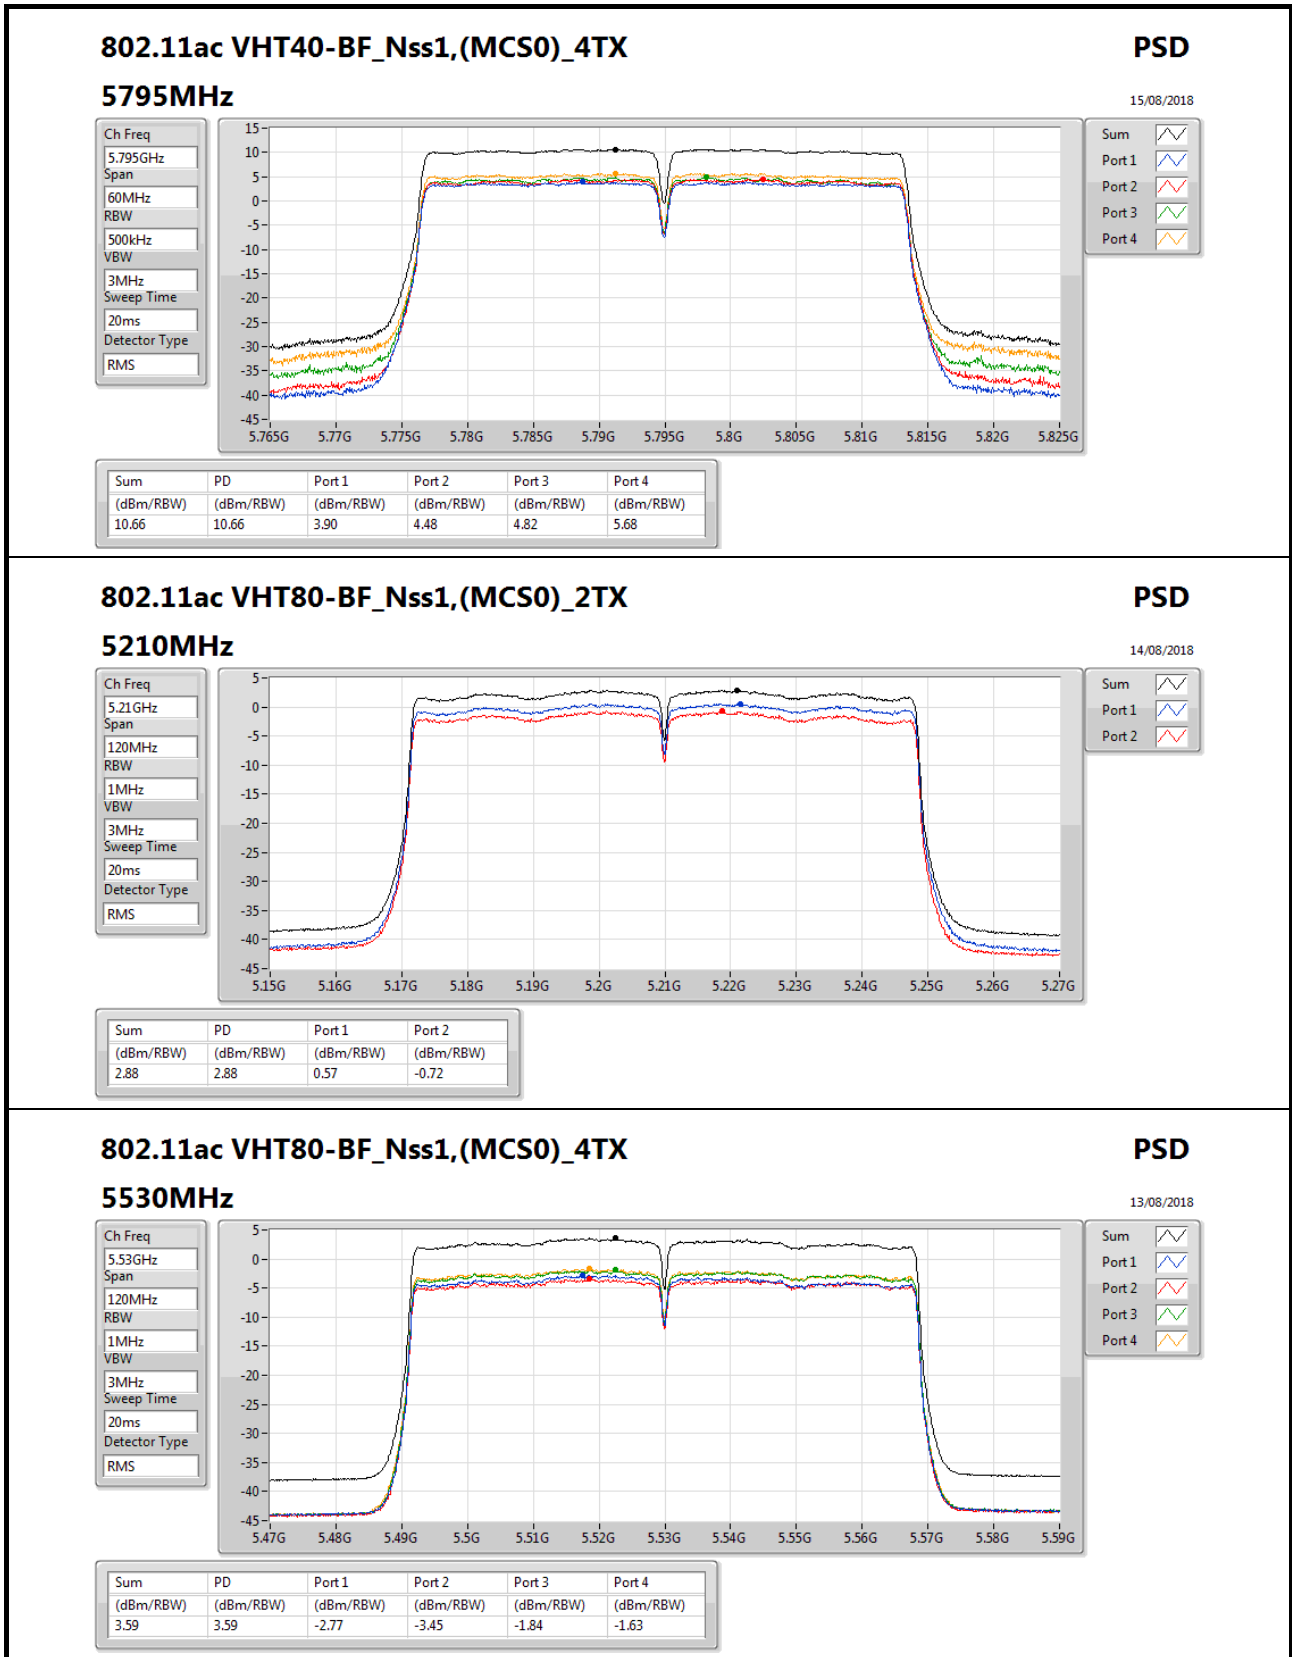 802.11ac VHT40-BF_Nss1,(MCS0)_4TX PSD
5795MHz 15/08/2018
Ch Freq
5.795GHz
Span
60MHz
RBW
500kHz
VBW
3MHz
Sweep Time
20ms
Detector Type
RMS
15
10
5
0
-5
-10
-15
-20
-25
-30
-35
-40
-45
5.765G 5.77G 5.775G 5.78G 5.785G 5.79G 5.795G 5.8G 5.805G 5.81G 5.815G 5.82G 5.825G
Sum
Port 1
Port 2
Port 3
Port 4
Sum PD Port 1 Port 2 Port 3 Port 4
(dBm/RBW) (dBm/RBW) (dBm/RBW) (dBm/RBW) (dBm/RBW) (dBm/RBW)
10.66 10.66 3.90 4.48 4.82 5.68
802.11ac VHT80-BF_Nss1,(MCS0)_2TX PSD
5210MHz 14/08/2018
Ch Freq
5.21GHz
Span
120MHz
RBW
1MHz
VBW
3MHz
Sweep Time
20ms
Detector Type
RMS
5
0
-5
-10
-15
-20
-25
-30
-35
-40
-45
5.15G 5.16G 5.17G 5.18G 5.19G 5.2G 5.21G 5.22G 5.23G 5.24G 5.25G 5.26G 5.27G
Sum
Port 1
Port 2
Sum PD Port 1 Port 2
(dBm/RBW) (dBm/RBW) (dBm/RBW) (dBm/RBW)
2.88 2.88 0.57 -0.72
802.11ac VHT80-BF_Nss1,(MCS0)_4TX PSD
5530MHz 13/08/2018
Ch Freq
5.53GHz
Span
120MHz
RBW
1MHz
VBW
3MHz
Sweep Time
20ms
Detector Type
RMS
5
0
-5
-10
-15
-20
-25
-30
-35
-40
-45
5.47G 5.48G 5.49G 5.5G 5.51G 5.52G 5.53G 5.54G 5.55G 5.56G 5.57G 5.58G 5.59G
Sum
Port 1
Port 2
Port 3
Port 4
Sum PD Port 1 Port 2 Port 3 Port 4
(dBm/RBW) (dBm/RBW) (dBm/RBW) (dBm/RBW) (dBm/RBW) (dBm/RBW)
3.59 3.59 -2.77 -3.45 -1.84 -1.63